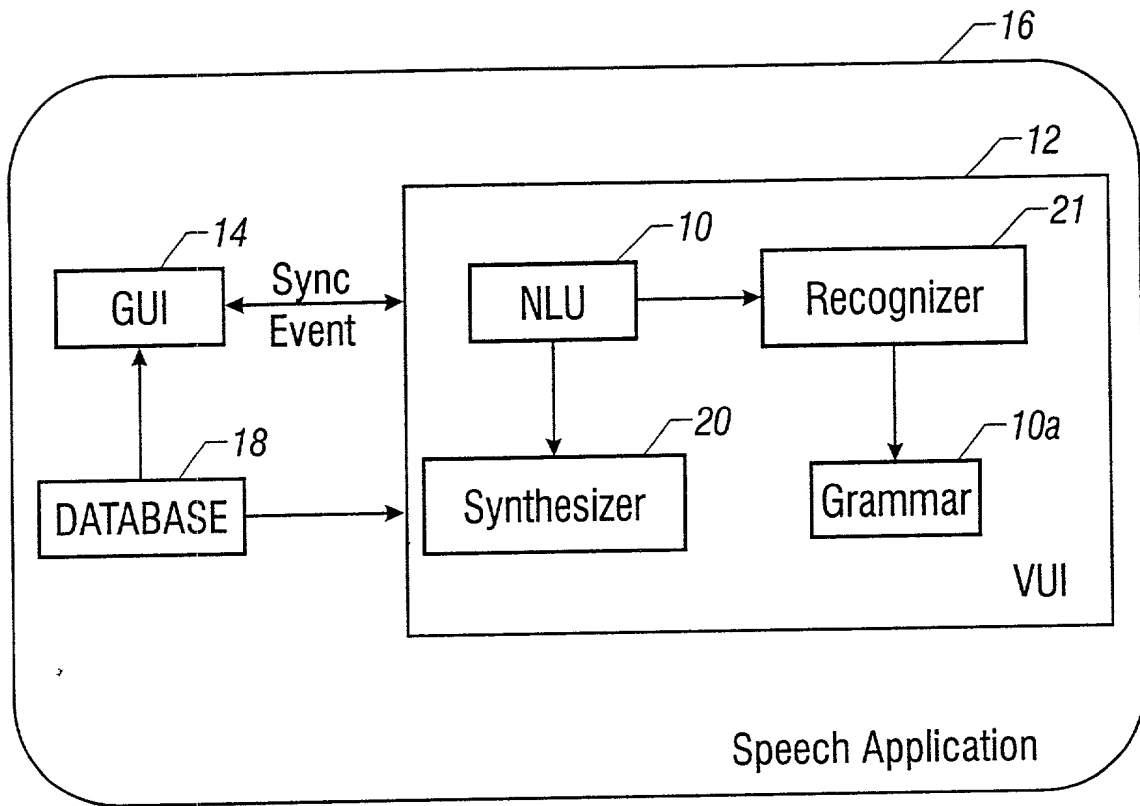 16
12
14
10
21
GUI
Sync
Event
NLU
Recognizer
18
20
10a
DATABASE
Synthesizer
Grammar
VUI
Speech Application